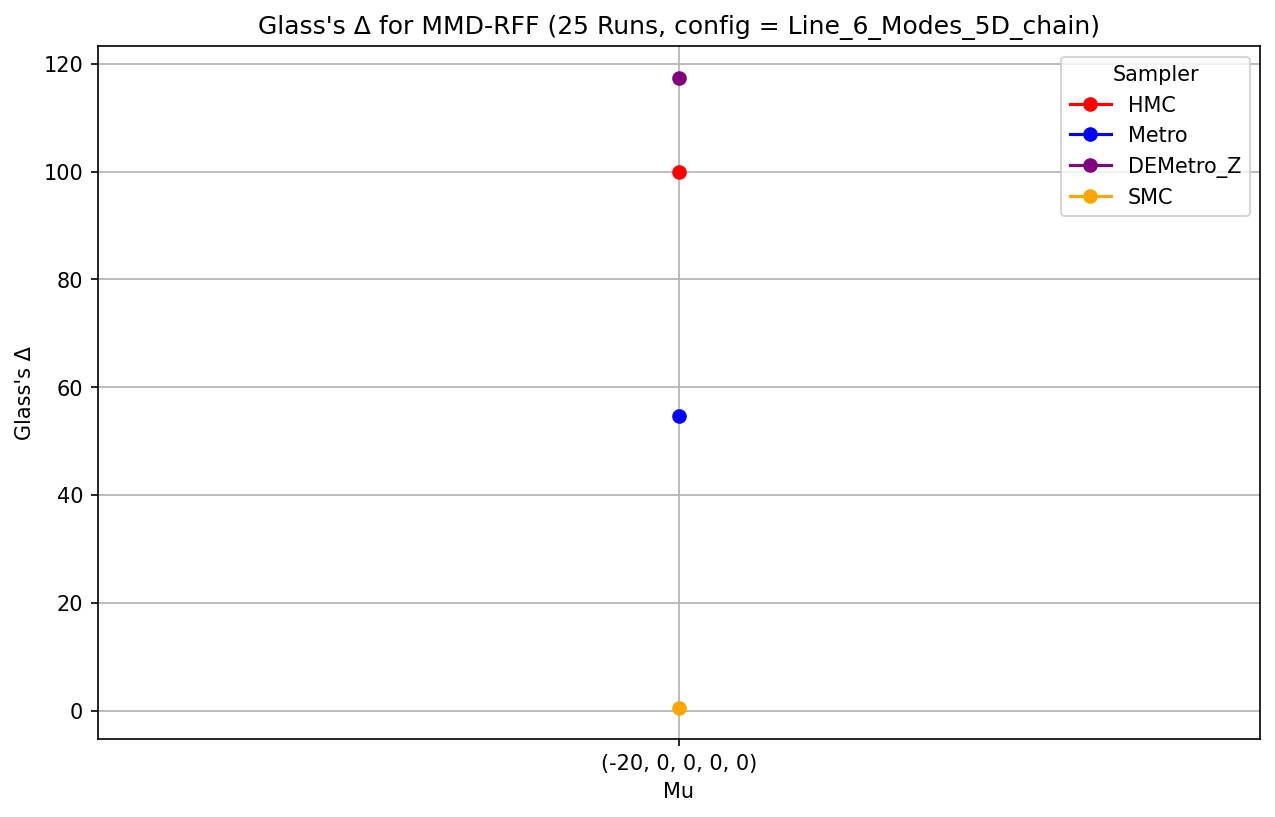 Glass's Δ for MMD-RFF (25 Runs, config = Line_6_Modes_5D_chain)
Sampler
HMC
Metro
DEMetro_Z
SMC
120
100
80
60
40
20
0
Glass's Δ
(-20, 0, 0, 0, 0)
Mu